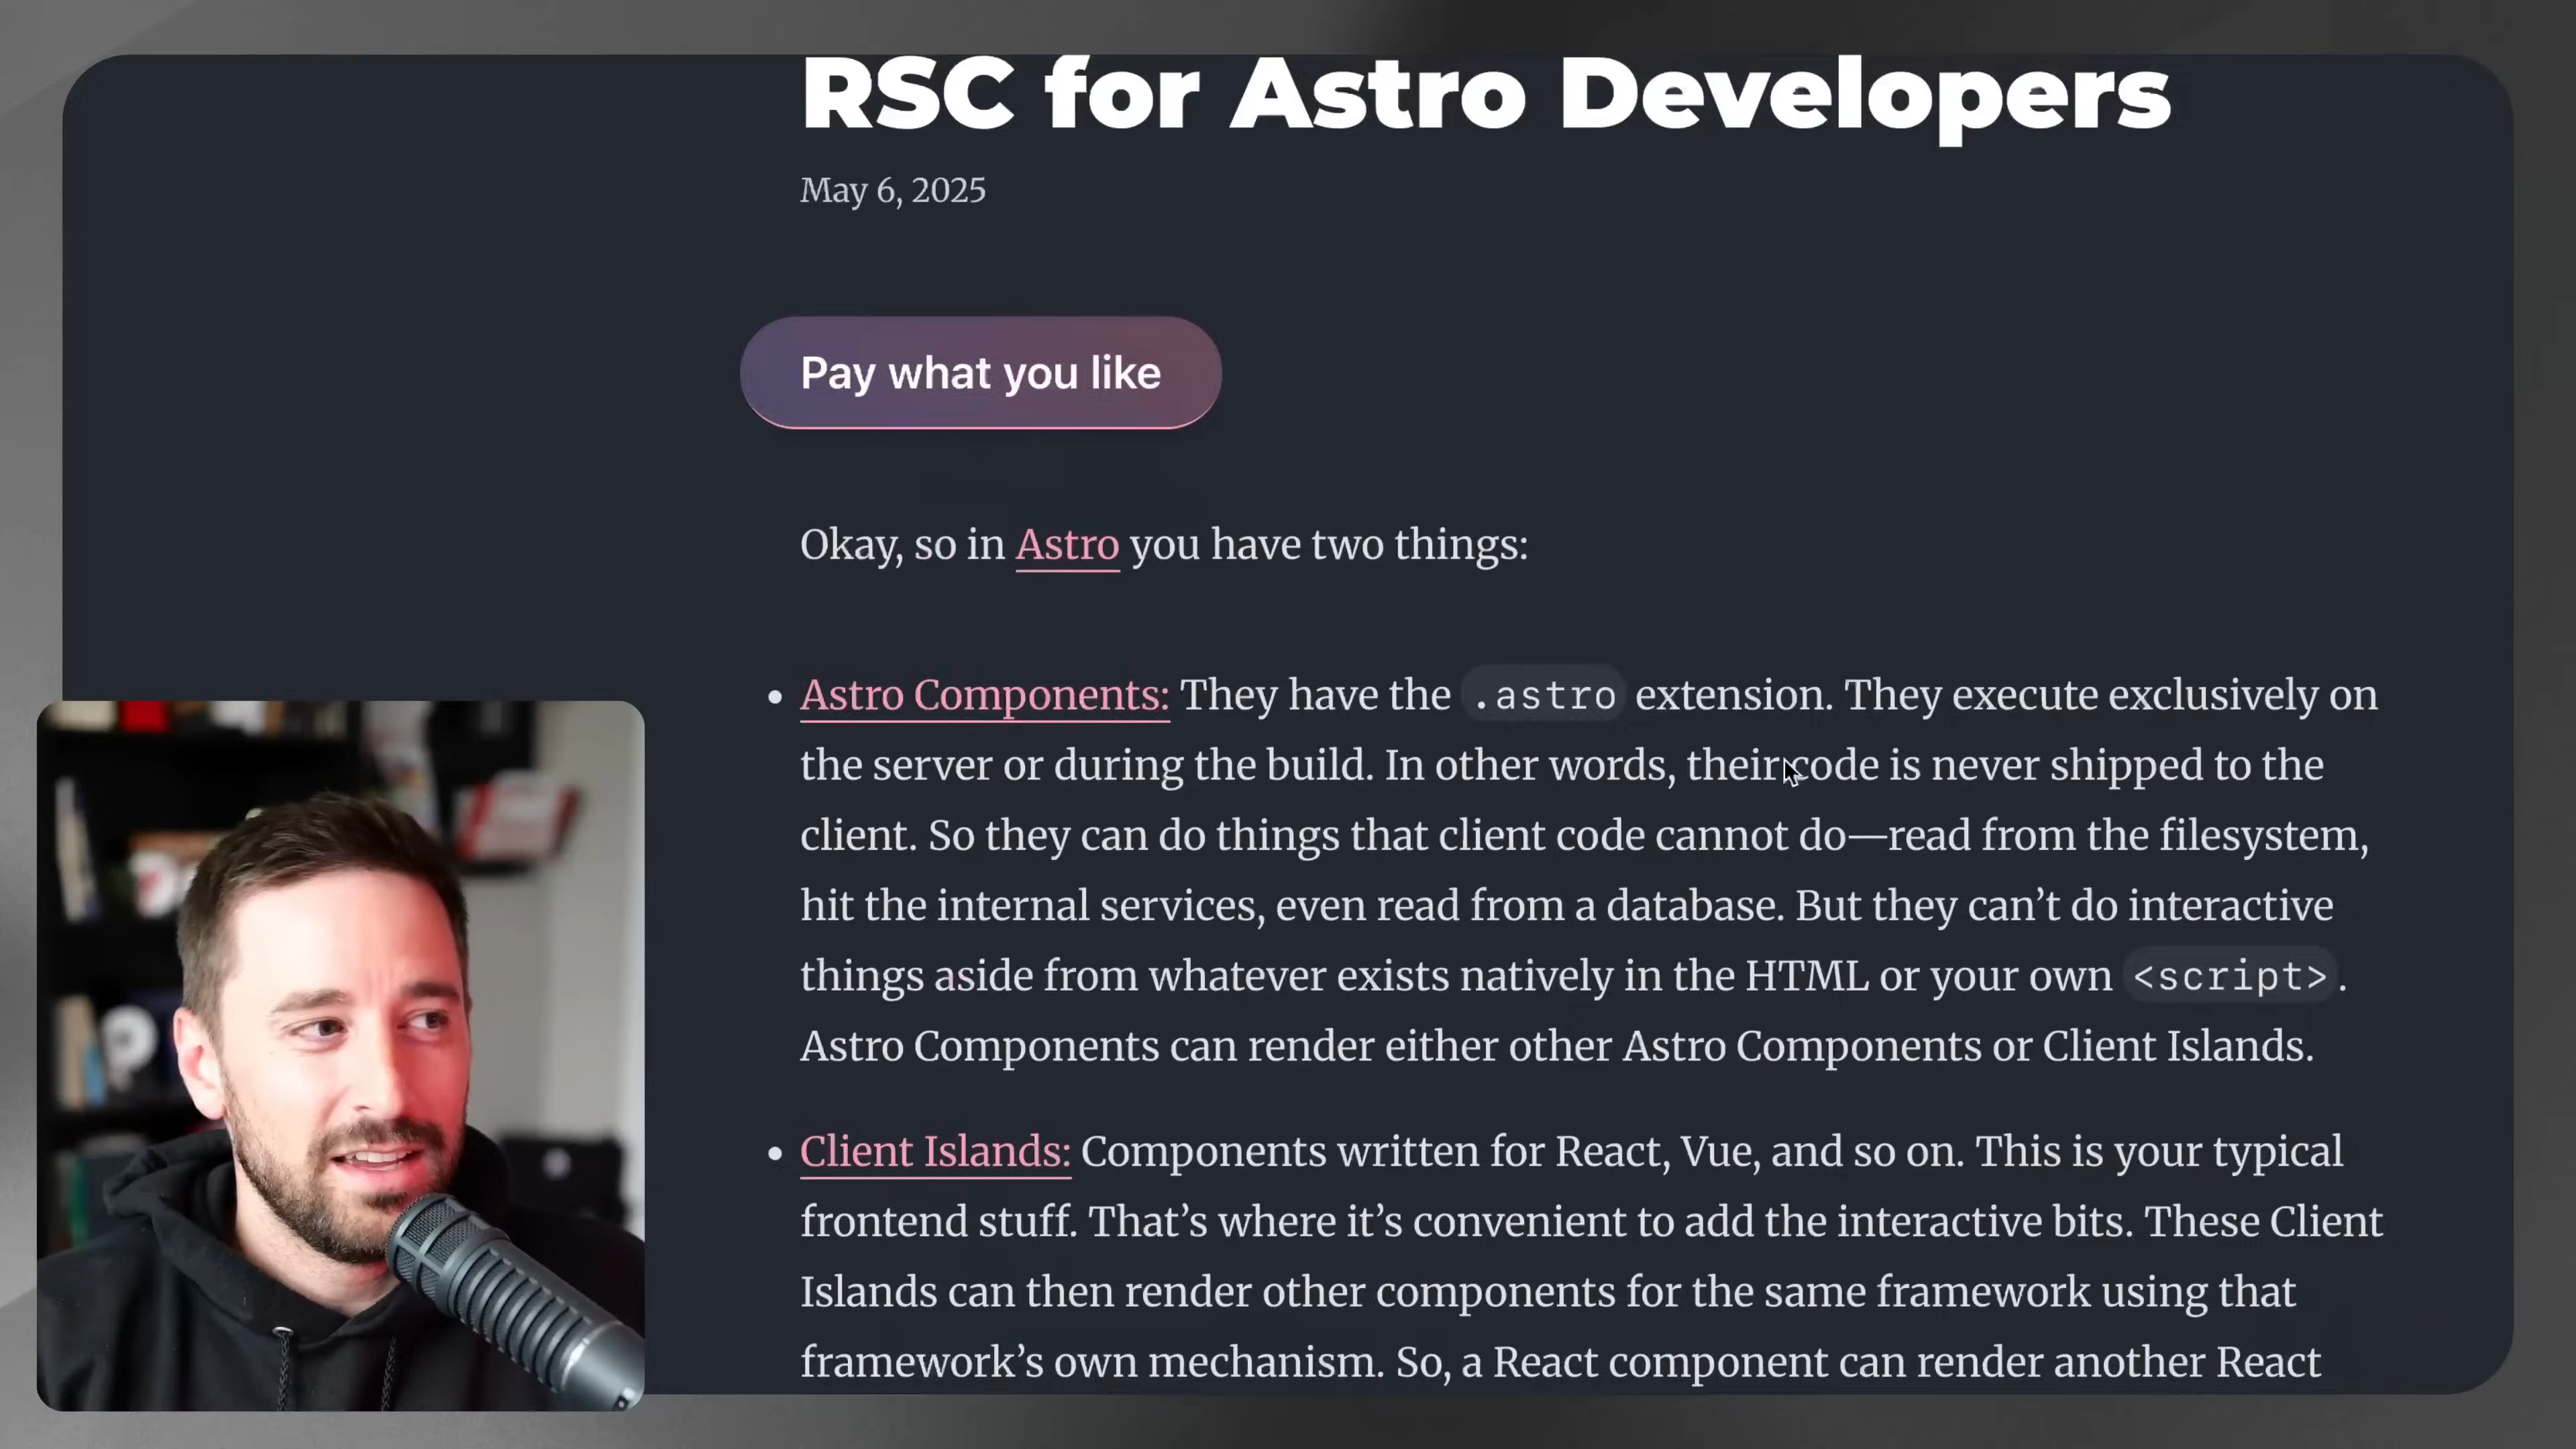 RSC for Astro Developers
May 6, 2025
Pay what you like
Okay, so in Astro you have two things:
• Astro Components: They have the .astro extension. They execute exclusively on
the server or during the build. In other words, their code is never shipped to the
client. So they can do things that client code cannot do—read from the filesystem,
hit the internal services, even read from a database. But they can’t do interactive
things aside from whatever exists natively in the HTML or your own <script>.
Astro Components can render either other Astro Components or Client Islands.
• Client Islands: Components written for React, Vue, and so on. This is your typical
frontend stuff. That’s where it’s convenient to add the interactive bits. These Client
Islands can then render other components for the same framework using that
framework’s own mechanism. So, a React component can render another React